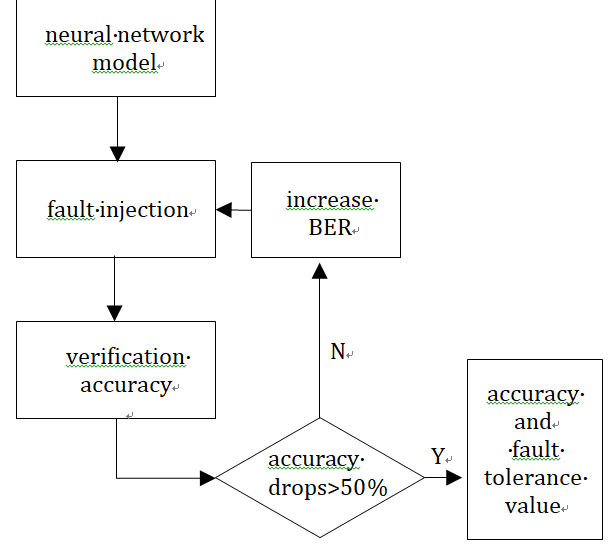 neural network
model
fault injection
increase
BER
verification
accuracy
N
accuracy
drops>50%
Y
accuracy
and
fault
tolerance
value